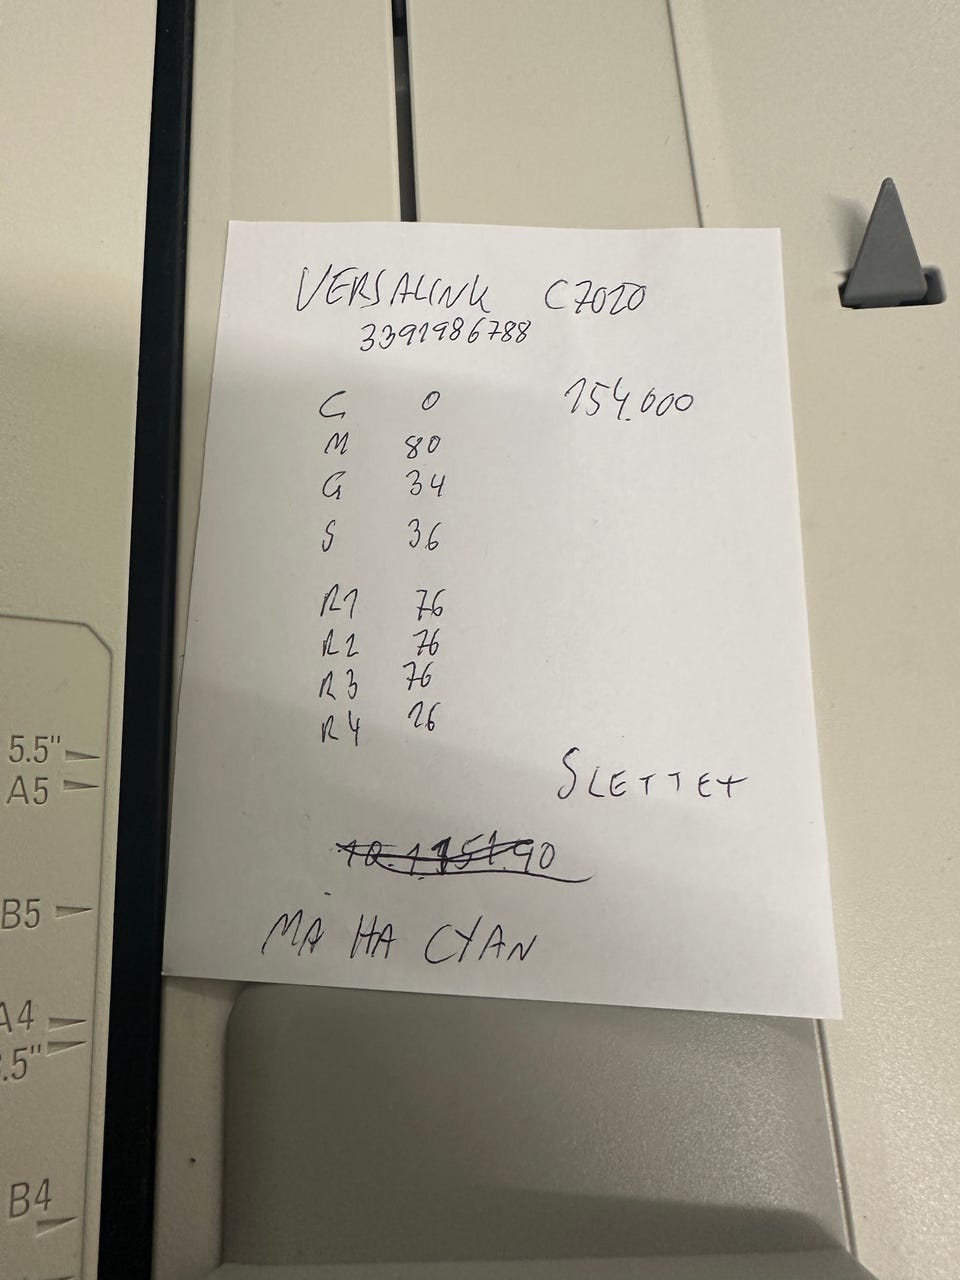 VERSALINK C7020
3391986788
C 0 154.000
M 80
G 34
S 36
R1 76
R2 76
R3 76
R4 26
SLETTET
MÅ HA CYAN
5.5"
A5
B5
A4
.5"
B4